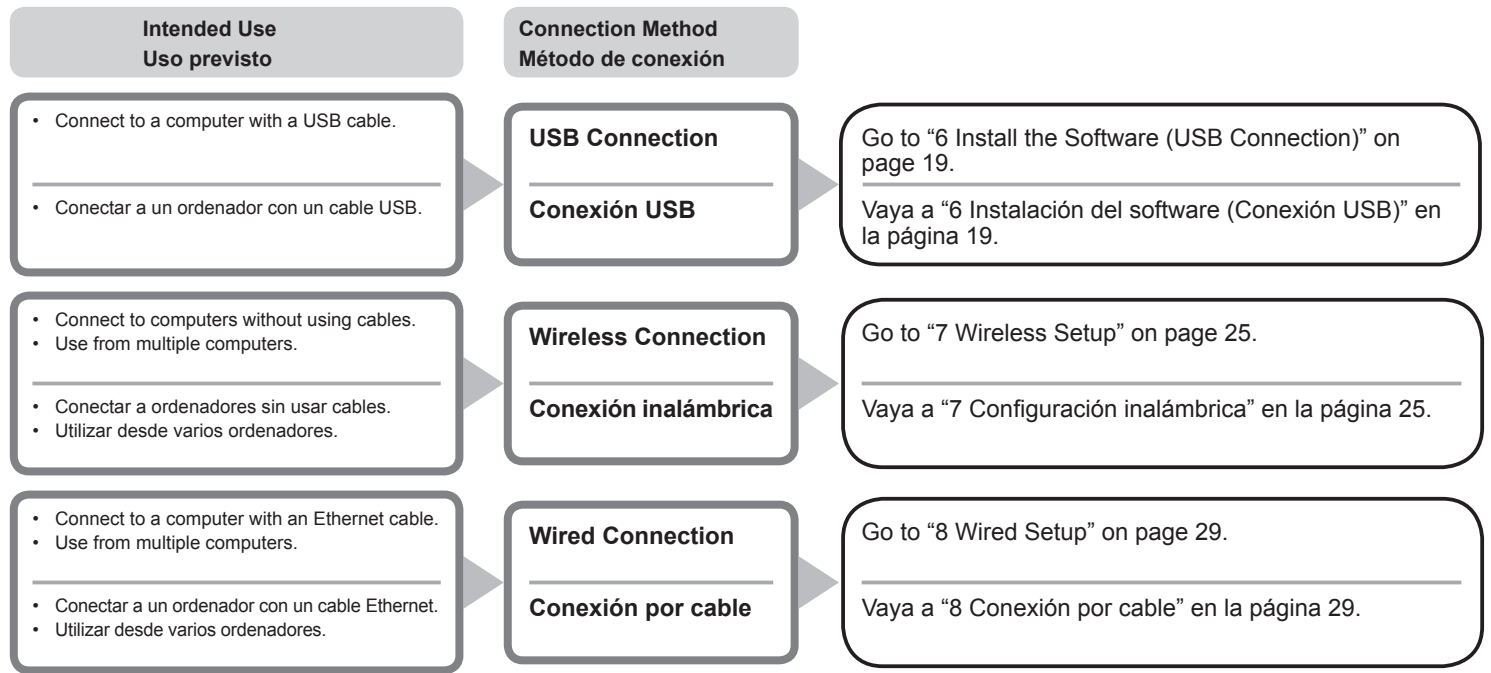 Intended Use
Uso previsto
Connection Method
Método de conexión
• Connect to a computer with a USB cable.
• Conectar a un ordenador con un cable USB.
USB Connection
Conexión USB
Go to “6 Install the Software (USB Connection)” on
page 19.
Vaya a “6 Instalación del software (Conexión USB)” en
la página 19.
• Connect to computers without using cables.
• Use from multiple computers.
• Conectar a ordenadores sin usar cables.
• Utilizar desde varios ordenadores.
Wireless Connection
Conexión inalámbrica
Go to “7 Wireless Setup” on page 25.
Vaya a “7 Configuración inalámbrica” en la página 25.
• Connect to a computer with an Ethernet cable.
• Use from multiple computers.
• Conectar a un ordenador con un cable Ethernet.
• Utilizar desde varios ordenadores.
Wired Connection
Conexión por cable
Go to “8 Wired Setup” on page 29.
Vaya a “8 Conexión por cable” en la página 29.